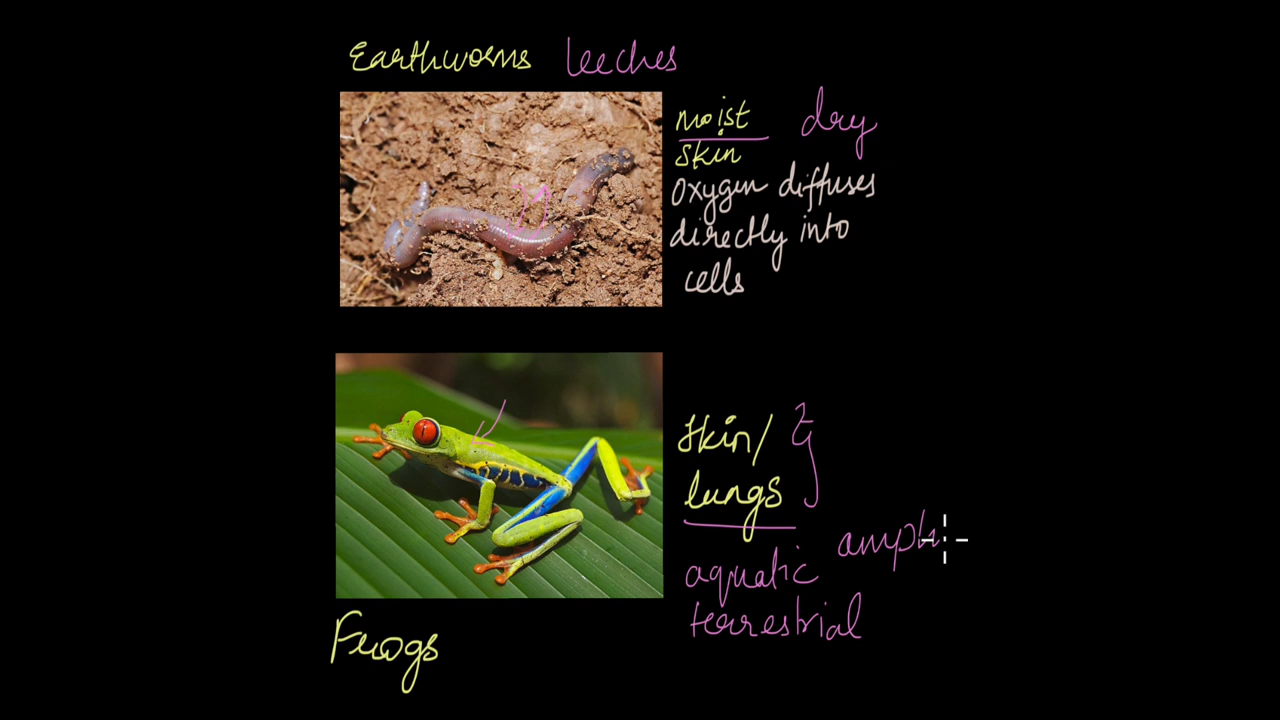 Earthworms leeches
moist dry
skin
Oxygen diffuses
directly into
cells
Skin/
lungs
amph
aquatic
terrestrial
Frogs